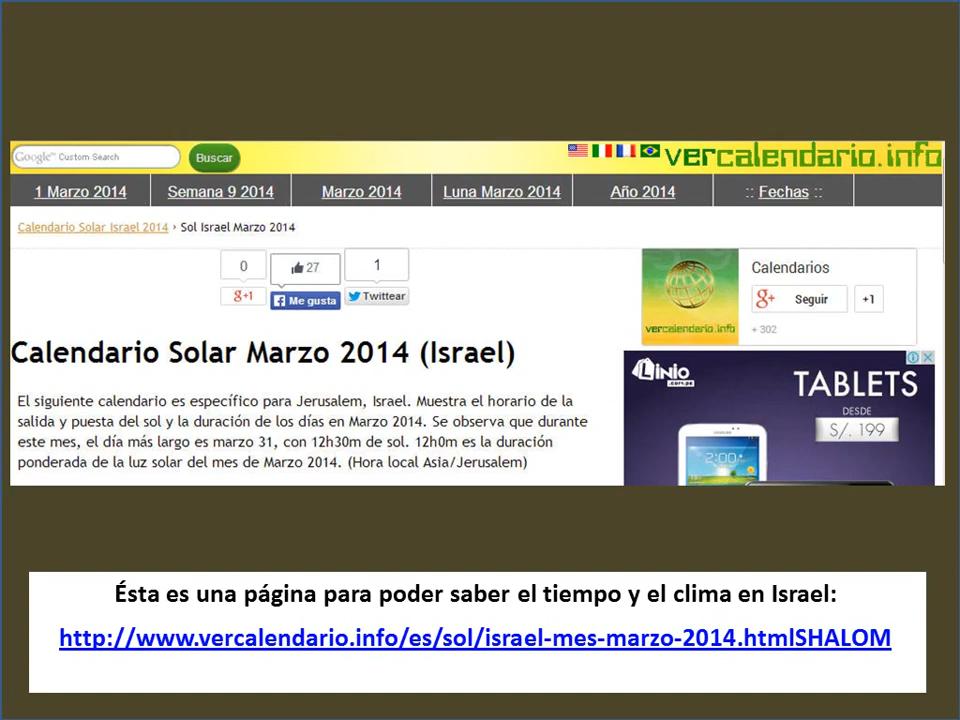 Google™ Custom Search
Buscar
vercalendario.info
1 Marzo 2014
Semana 9 2014
Marzo 2014
Luna Marzo 2014
Año 2014
:: Fechas ::
Calendario Solar Israel 2014 › Sol Israel Marzo 2014
0
27
1
g+1
Me gusta
Twittear
Calendarios
g+ Seguir
+1
+ 302
vercalendario.info
Calendario Solar Marzo 2014 (Israel)
El siguiente calendario es específico para Jerusalem, Israel. Muestra el horario de la
salida y puesta del sol y la duración de los días en Marzo 2014. Se observa que durante
este mes, el día más largo es marzo 31, con 12h30m de sol. 12h0m es la duración
ponderada de la luz solar del mes de Marzo 2014. (Hora local Asia/Jerusalem)
Linio
.com.pe
TABLETS
DESDE
S/. 199
SAMSUNG
2:00
Ésta es una página para poder saber el tiempo y el clima en Israel:
http://www.vercalendario.info/es/sol/israel-mes-marzo-2014.htmlSHALOM